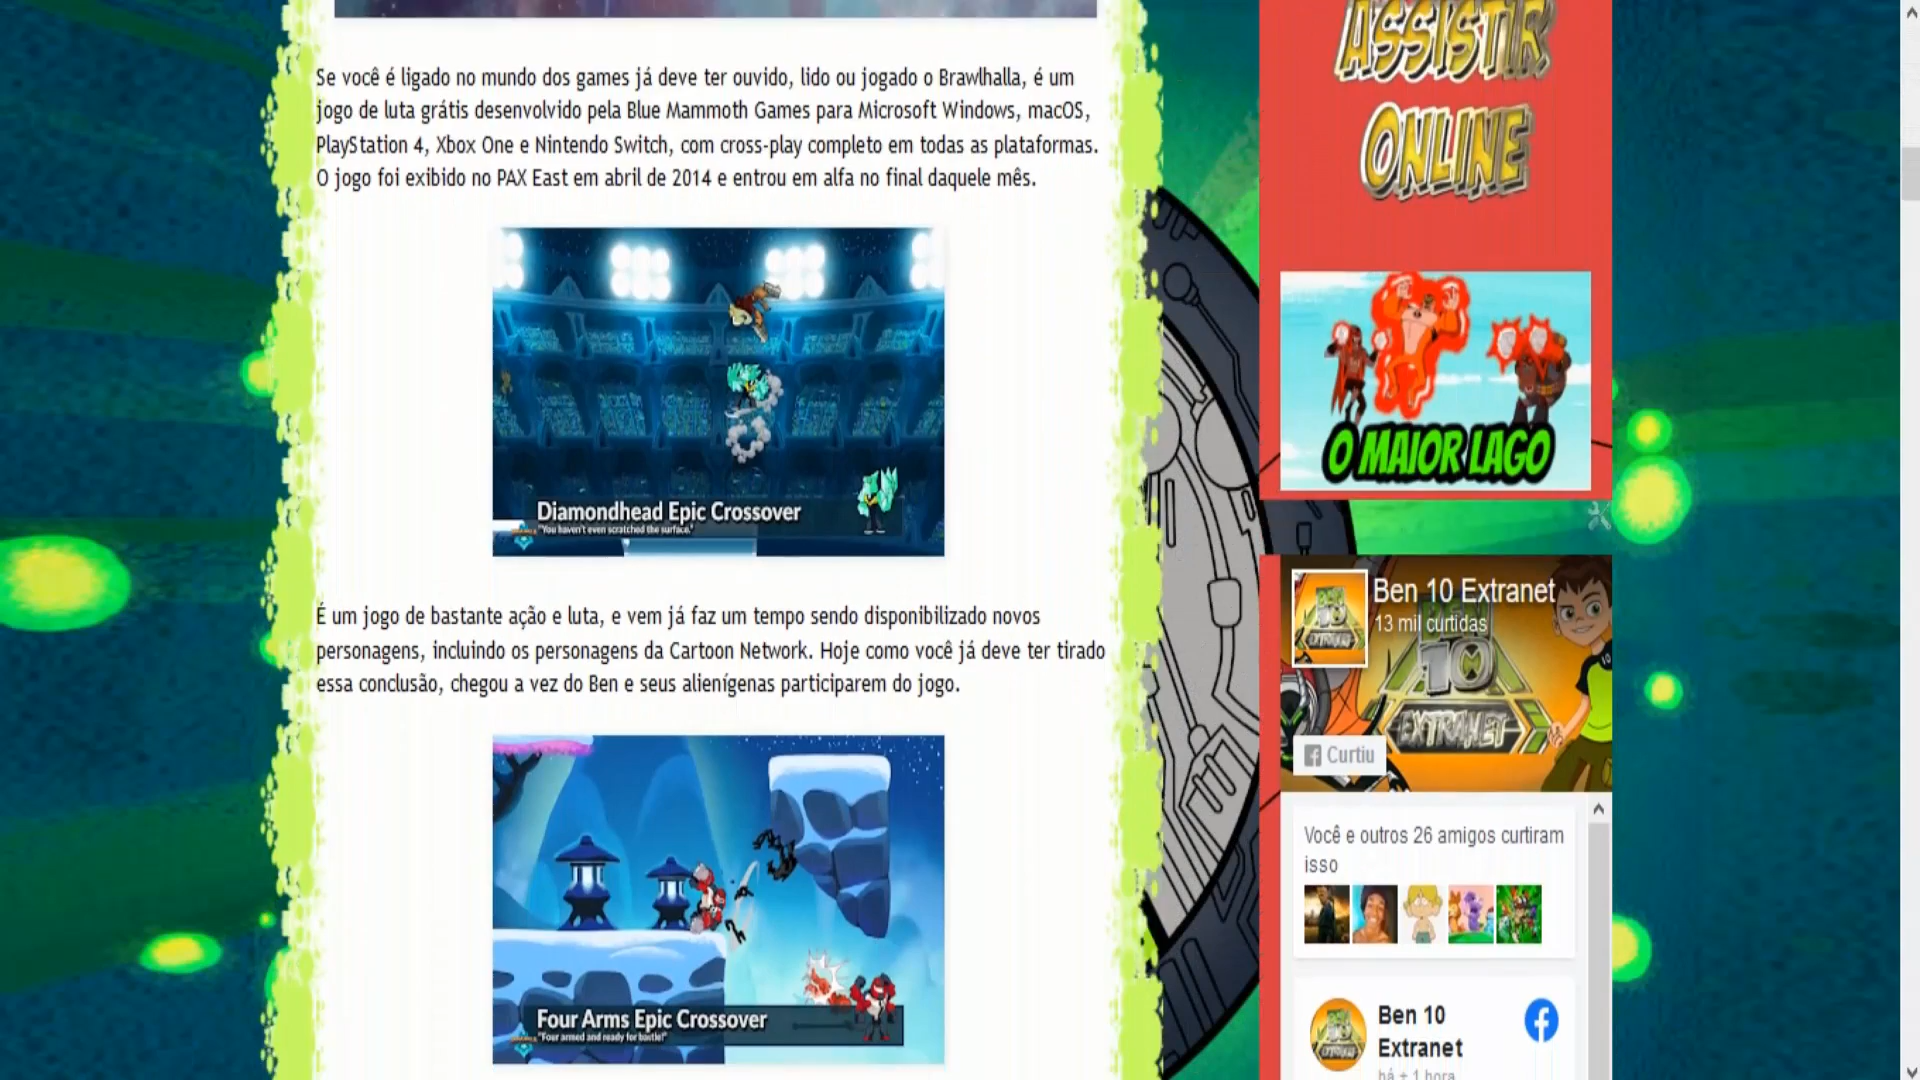 Se você é ligado no mundo dos games já deve ter ouvido, lido ou jogado o Brawlhalla, é um
jogo de luta grátis desenvolvido pela Blue Mammoth Games para Microsoft Windows, macOS,
PlayStation 4, Xbox One e Nintendo Switch, com cross-play completo em todas as plataformas.
O jogo foi exibido no PAX East em abril de 2014 e entrou em alfa no final daquele mês.
Diamondhead Epic Crossover
"You haven't even scratched the surface."
É um jogo de bastante ação e luta, e vem já faz um tempo sendo disponibilizado novos
personagens, incluindo os personagens da Cartoon Network. Hoje como você já deve ter tirado
essa conclusão, chegou a vez do Ben e seus alienígenas participarem do jogo.
Four Arms Epic Crossover
"Four armed and ready for battle!"
ASSISTIR
ONLINE
O MAIOR LAGO
Ben 10 Extranet
13 mil curtidas
BEN
10
EXTRANET
Curtiu
Você e outros 26 amigos curtiram
isso
Ben 10
Extranet
há ± 1 hora